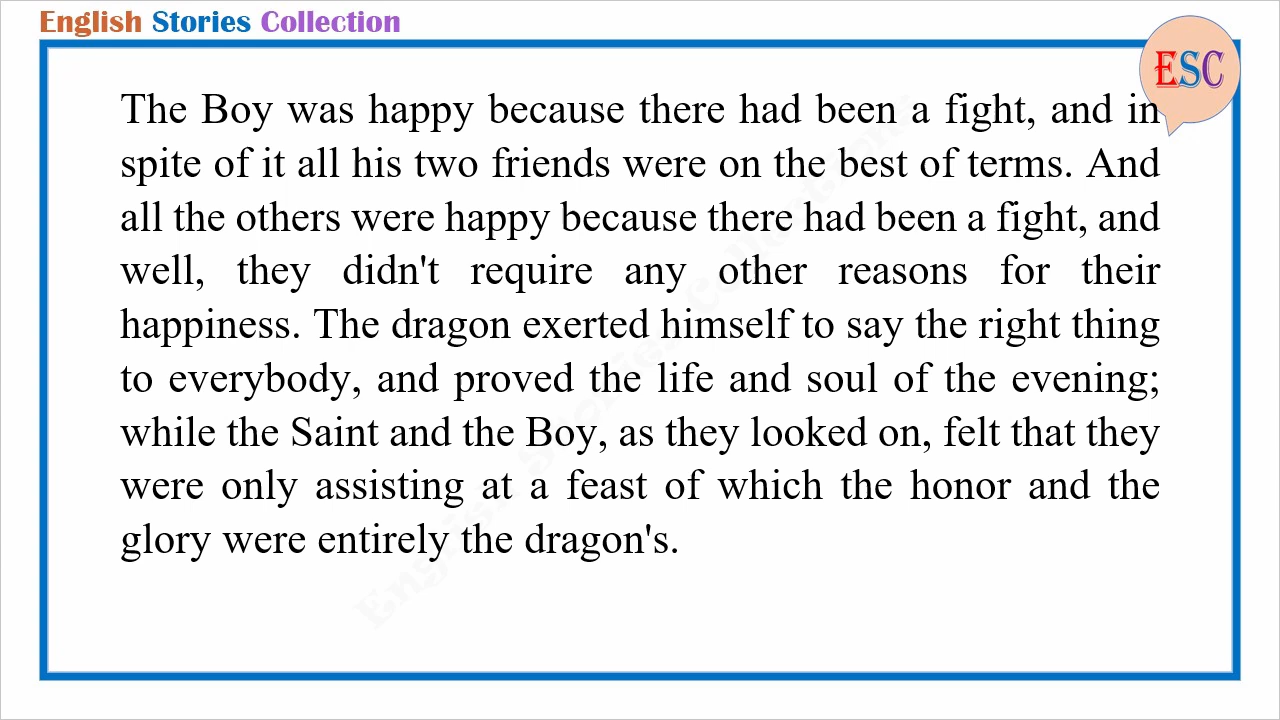 English Stories Collection
ESC
The Boy was happy because there had been a fight, and in
spite of it all his two friends were on the best of terms. And
all the others were happy because there had been a fight, and
well, they didn't require any other reasons for their
happiness. The dragon exerted himself to say the right thing
to everybody, and proved the life and soul of the evening;
while the Saint and the Boy, as they looked on, felt that they
were only assisting at a feast of which the honor and the
glory were entirely the dragon's.
English Stories Collections